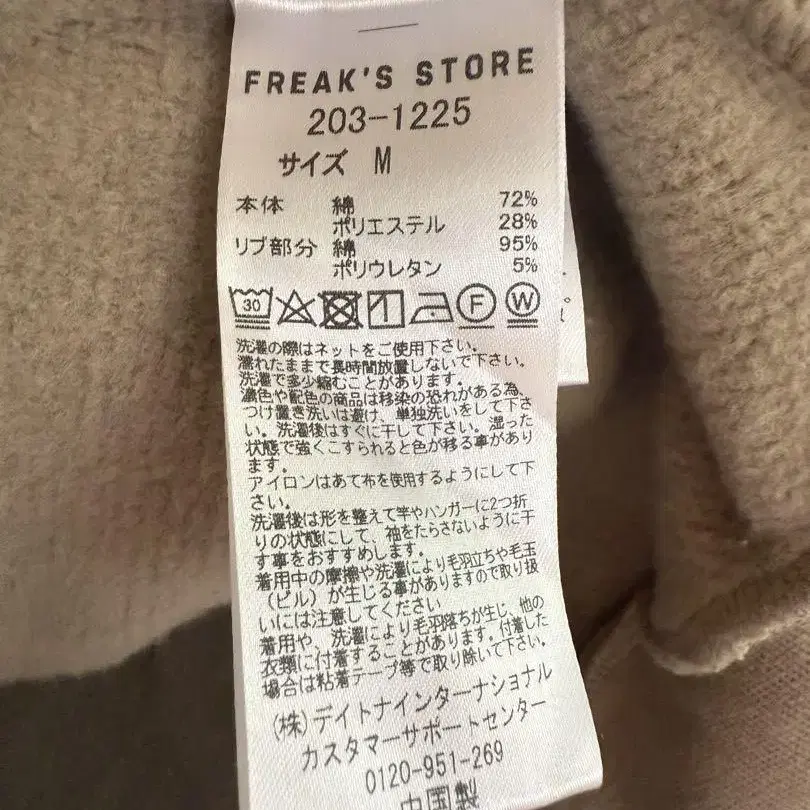 FREAK'S STORE
203-1225
サイズ M
本体 綿 72%
ポリエステル 28%
リブ部分 綿 95%
ポリウレタン 5%
30 F W
洗濯の際はネットをご使用下さい。
濡れたままで長時間放置しないで下さい。
洗濯で多少縮むことがあります。
濃色や配色の商品は移染の恐れがある為、
つけ置き洗いは避け、単独洗いをして下さ
い。洗濯後はすぐに干して下さい。湿った
状態で強くこすられると色が移る事があり
ます。
アイロンはあて布を使用するようにして下
さい。
洗濯後は形を整えて竿やハンガーに2つ折
りの状態にして、袖をたらさないように干
す事をおすすめします。
着用中の摩擦や洗濯により毛羽立ちや毛玉
（ピル）が生じる事がありますので取り扱
いには注意してください
着用や、洗濯により毛羽落ちが生じ、他の
衣類に付着することがあります。付着した
場合は粘着テープ等で取り除いて下さい。
(株)デイトナインターナショナル
カスタマーサポートセンター
0120-951-269
中国製